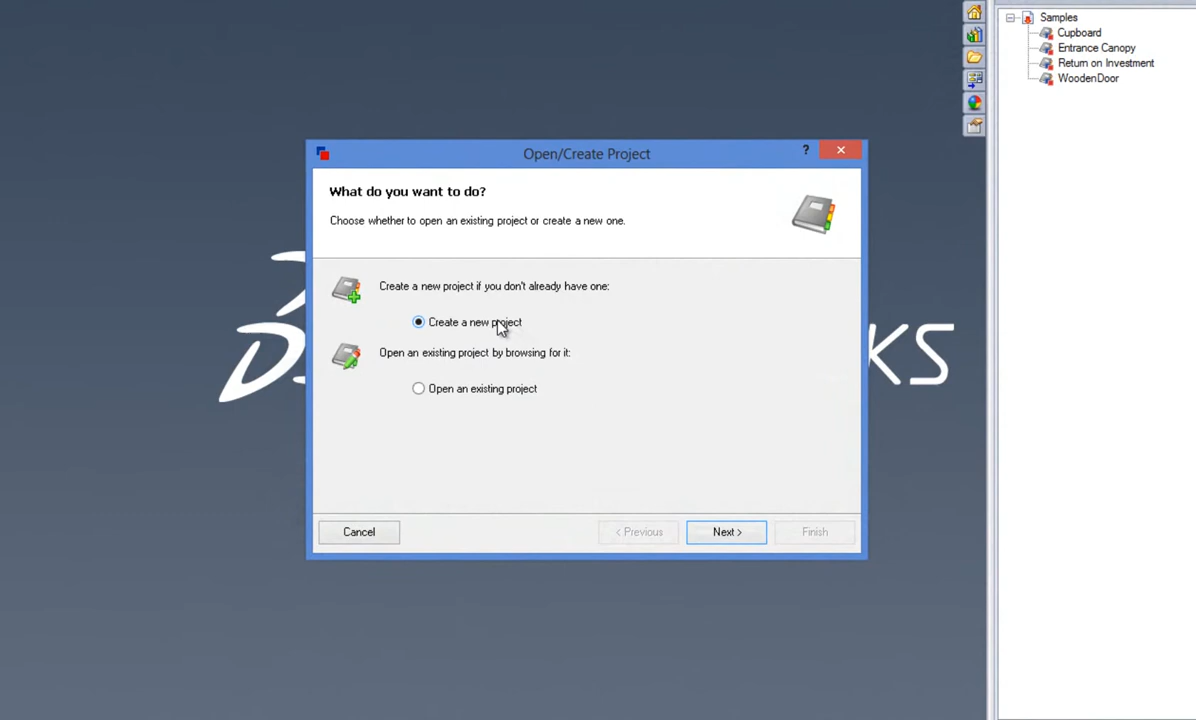 Samples
Cupboard
Entrance Canopy
Return on Investment
WoodenDoor
Open/Create Project
?
What do you want to do?
Choose whether to open an existing project or create a new one.
Create a new project if you don't already have one:
Create a new project
Open an existing project by browsing for it:
Open an existing project
KS
Cancel
< Previous
Next >
Finish